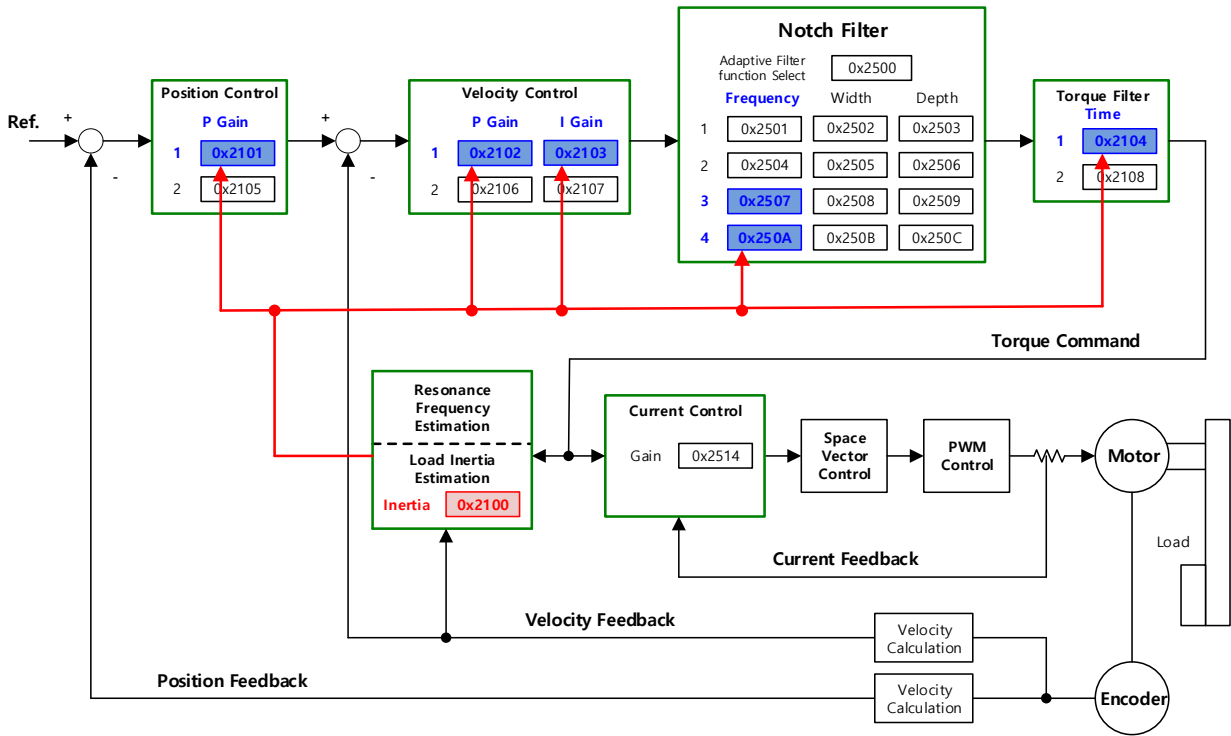 Notch Filter
Adaptive Filter
function Select
0x2500
Frequency Width Depth
1 0x2501 0x2502 0x2503
2 0x2504 0x2505 0x2506
3 0x2507 0x2508 0x2509
4 0x250A 0x250B 0x250C
Ref.
+
-
Position Control
P Gain
1 0x2101
2 0x2105
+
-
Velocity Control
P Gain I Gain
1 0x2102 0x2103
2 0x2106 0x2107
Torque Filter
Time
1 0x2104
2 0x2108
Torque Command
Resonance
Frequency
Estimation
Load Inertia
Estimation
Inertia 0x2100
Current Control
Gain 0x2514
Space
Vector
Control
PWM
Control
Motor
Load
Current Feedback
Velocity Feedback
Velocity
Calculation
Position Feedback
Velocity
Calculation
Encoder